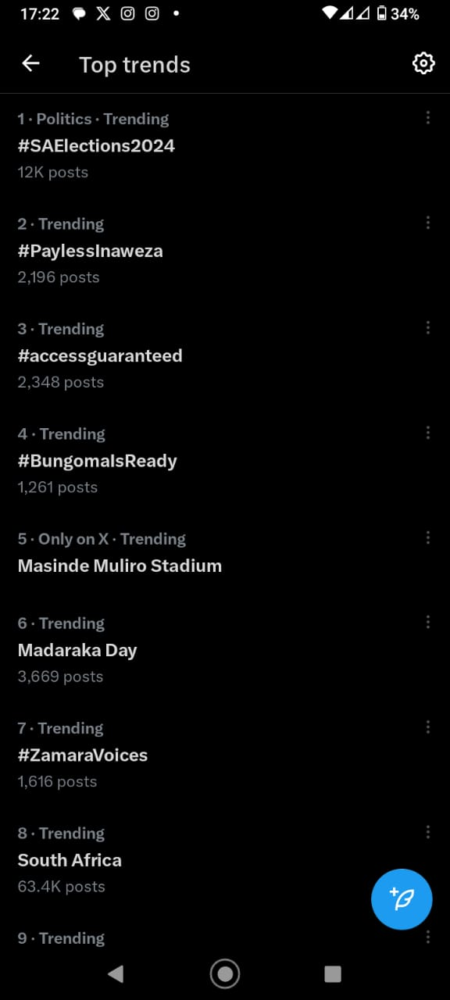 17:22
34%
Top trends
1 · Politics · Trending
#SAElections2024
12K posts
2 · Trending
#PaylessInaweza
2,196 posts
3 · Trending
#accessguaranteed
2,348 posts
4 · Trending
#BungomaIsReady
1,261 posts
5 · Only on X · Trending
Masinde Muliro Stadium
6 · Trending
Madaraka Day
3,669 posts
7 · Trending
#ZamaraVoices
1,616 posts
8 · Trending
South Africa
63.4K posts
9 · Trending